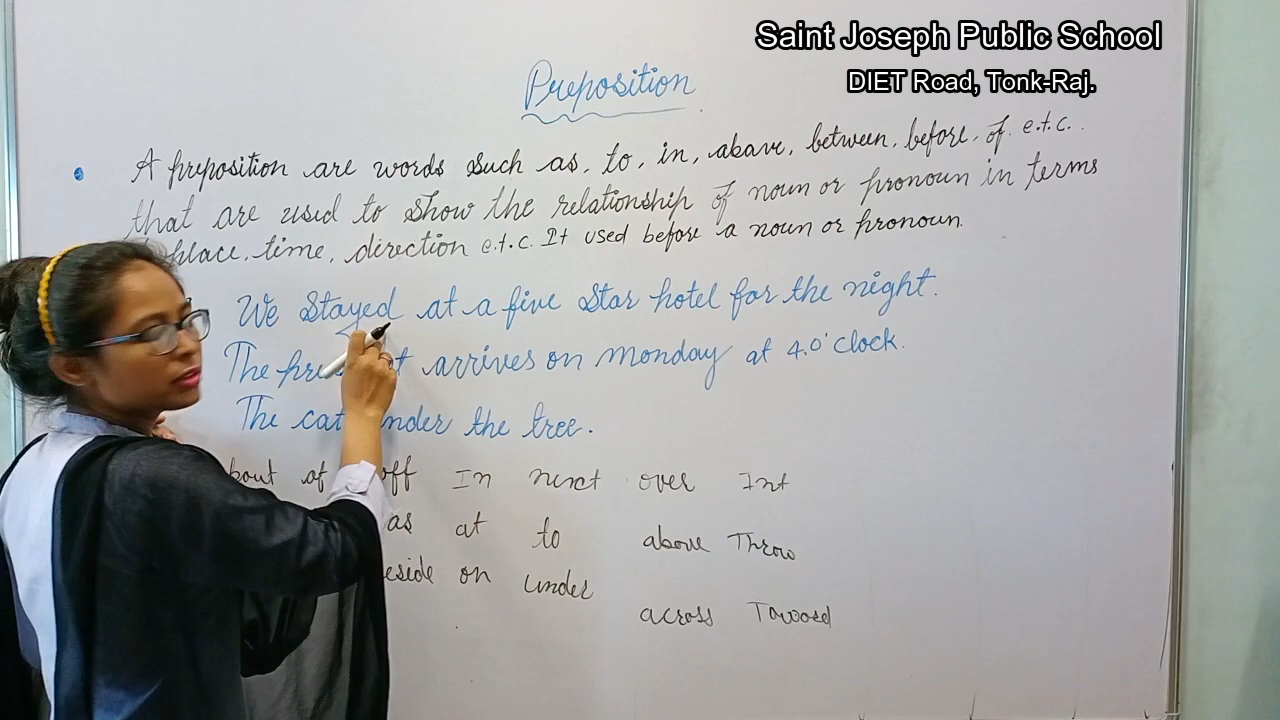 Saint Joseph Public School
DIET Road, Tonk-Raj.
Preposition
A preposition are words such as, to, in, abave, between, before, of. e.t.c..
that are used to show the relationship of noun or pronoun in terms
place, time, direction e.t.c. It used before a noun or pronoun.
We stayed at a five star hotel for the night.
The arrives on monday at 4.0'clock.
The cat under the tree.
bout of off In next over Int
as at to above Throw
eside on under
across Toward